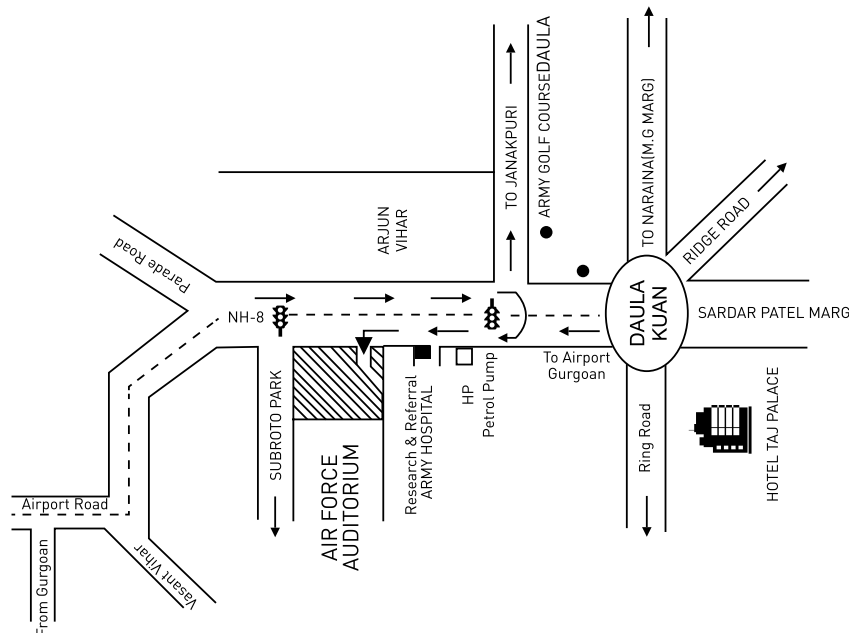 TO JANAKPURI
ARMY GOLF COURSEDAULA
TO NARAINA(M.G MARG)
RIDGE ROAD
ARJUN
VIHAR
Parade Road
NH-8
DAULA
KUAN
SARDAR PATEL MARG
To Airport
Gurgoan
SUBROTO PARK
AIR FORCE
AUDITORIUM
Research & Referral
ARMY HOSPITAL
HP
Petrol Pump
Ring Road
HOTEL TAJ PALACE
Airport Road
From Gurgoan
Vasant Vihar